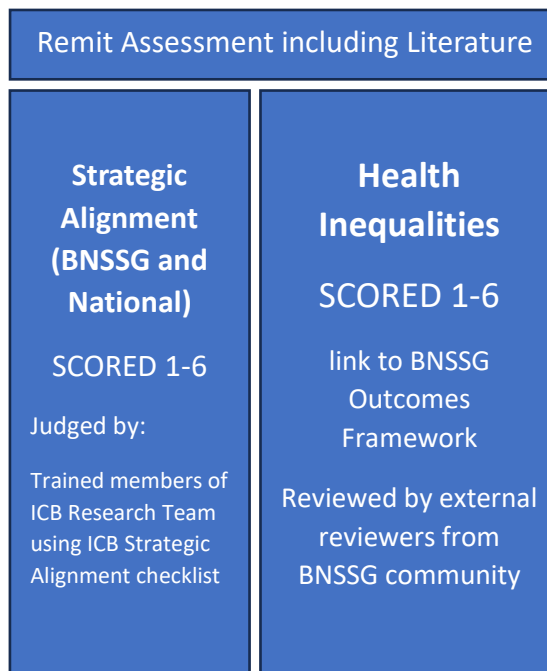 Remit Assessment including Literature
Strategic
Alignment
(BNSSG and
National)
SCORED 1-6
Judged by:
Trained members of
ICB Research Team
using ICB Strategic
Alignment checklist
Health
Inequalities
SCORED 1-6
link to BNSSG
Outcomes
Framework
Reviewed by external
reviewers from
BNSSG community